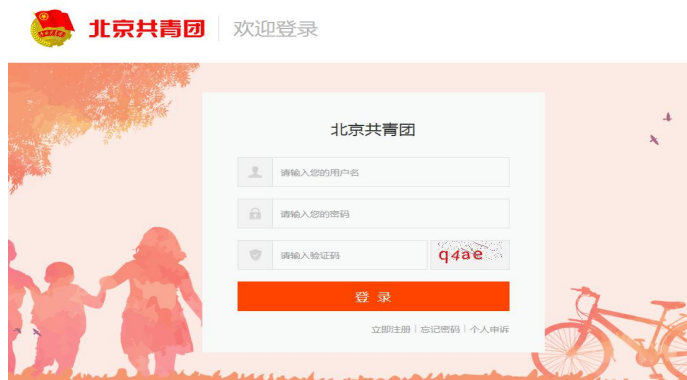 北京共青团 欢迎登录
北京共青团
请输入您的用户名
请输入您的密码
请输入验证码 q4ae
登 录
立即注册 | 忘记密码 | 个人申诉